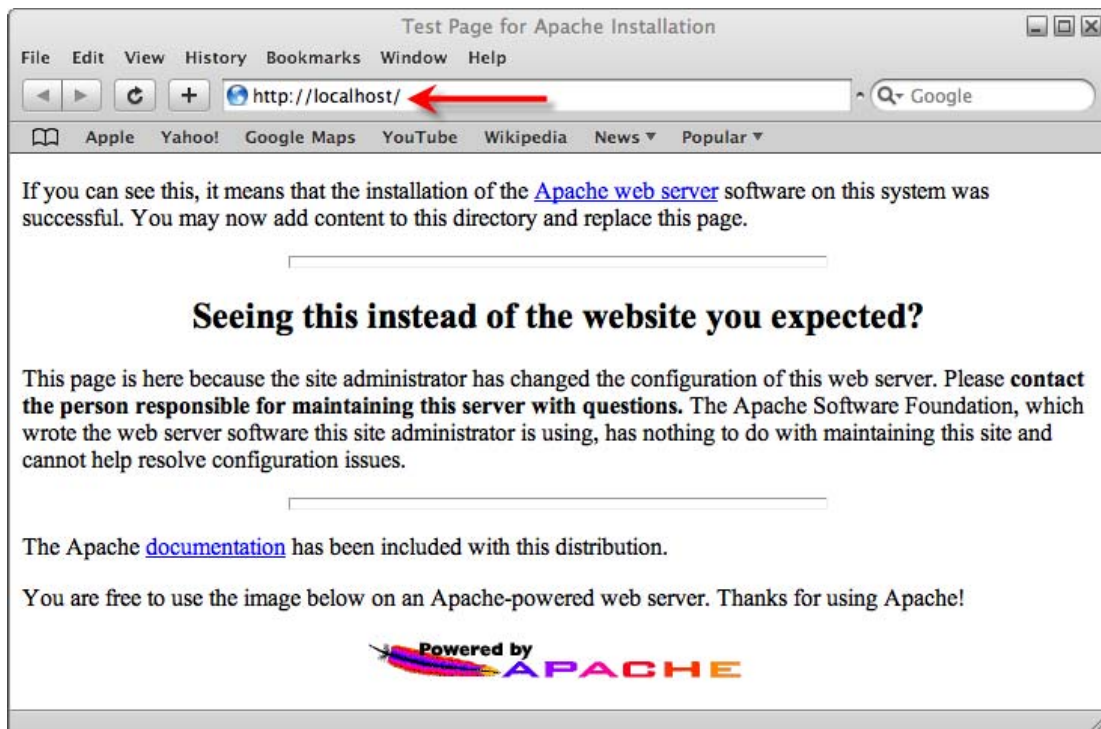 Test Page for Apache Installation
File Edit View History Bookmarks Window Help
http://localhost/
Google
Apple Yahoo! Google Maps YouTube Wikipedia News Popular
If you can see this, it means that the installation of the Apache web server software on this system was
successful. You may now add content to this directory and replace this page.
Seeing this instead of the website you expected?
This page is here because the site administrator has changed the configuration of this web server. Please contact
the person responsible for maintaining this server with questions. The Apache Software Foundation, which
wrote the web server software this site administrator is using, has nothing to do with maintaining this site and
cannot help resolve configuration issues.
The Apache documentation has been included with this distribution.
You are free to use the image below on an Apache-powered web server. Thanks for using Apache!
Powered by
APACHE